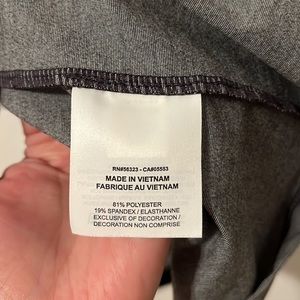 RN#56323 - CA#05553
MADE IN VIETNAM
FABRIQUE AU VIETNAM
81% POLYESTER
19% SPANDEX / ELASTHANNE
EXCLUSIVE OF DECORATION /
DECORATION NON COMPRISE